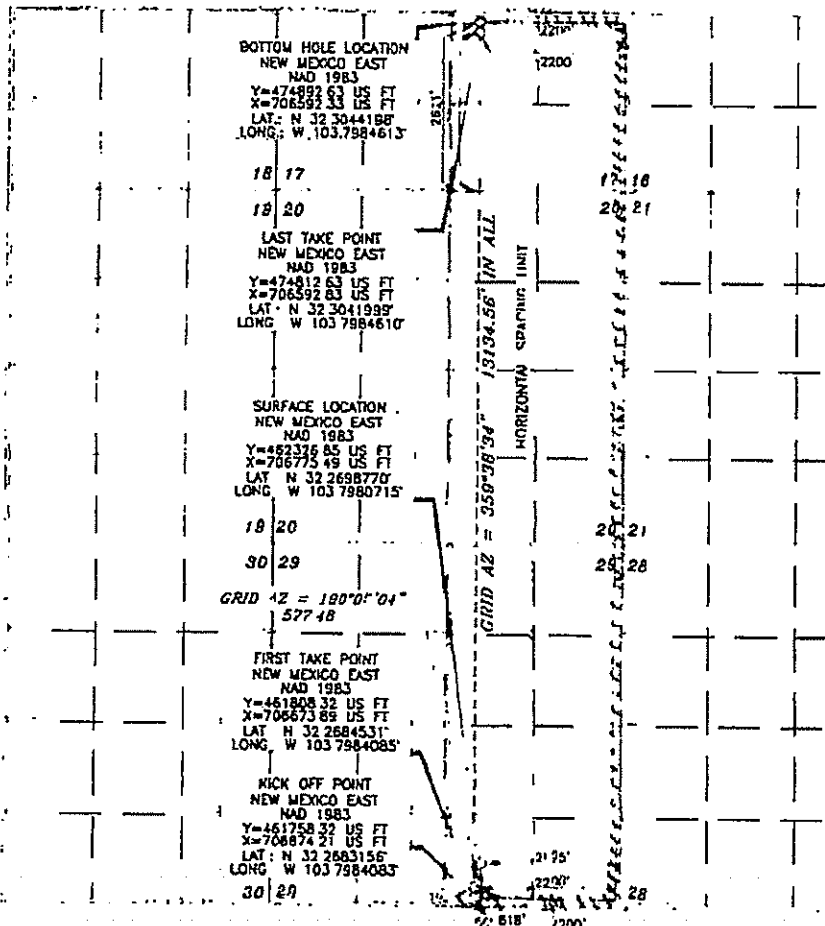 2200'
2200'
BOTTOM HOLE LOCATION
NEW MEXICO EAST
NAD 1983
Y=474892 63 US FT
X=706592 33 US FT
LAT.: N 32 3044198°
LONG.: W 103.7984613°
18 17
17 16
19 20
20 21
LAST TAKE POINT
NEW MEXICO EAST
NAD 1983
Y=474812 63 US FT
X=706592 83 US FT
LAT · N 32 3041999°
LONG W 103 7984610°
GRID AZ = 359°38'34" 13134.56' IN ALL
HORIZONTAL SPACING UNIT
SURFACE LOCATION
NEW MEXICO EAST
NAD 1983
Y=462326 85 US FT
X=706775 49 US FT
LAT N 32 2698770°
LONG W 103 7980715°
19 20
20 21
30 29
29 28
GRID AZ =
577 48
FIRST TAKE POINT
NEW MEXICO EAST
NAD 1983
Y=461808 32 US FT
X=706673 89 US FT
LAT N 32 2684531°
LONG, W 103 7984085°
KICK OFF POINT
NEW MEXICO EAST
NAD 1983
Y=461758 32 US FT
X=706674 21 US FT
LAT: N 32 2683156°
LONG W 103 7984083°
2195'
2200'
30 29
28
618'
2200'